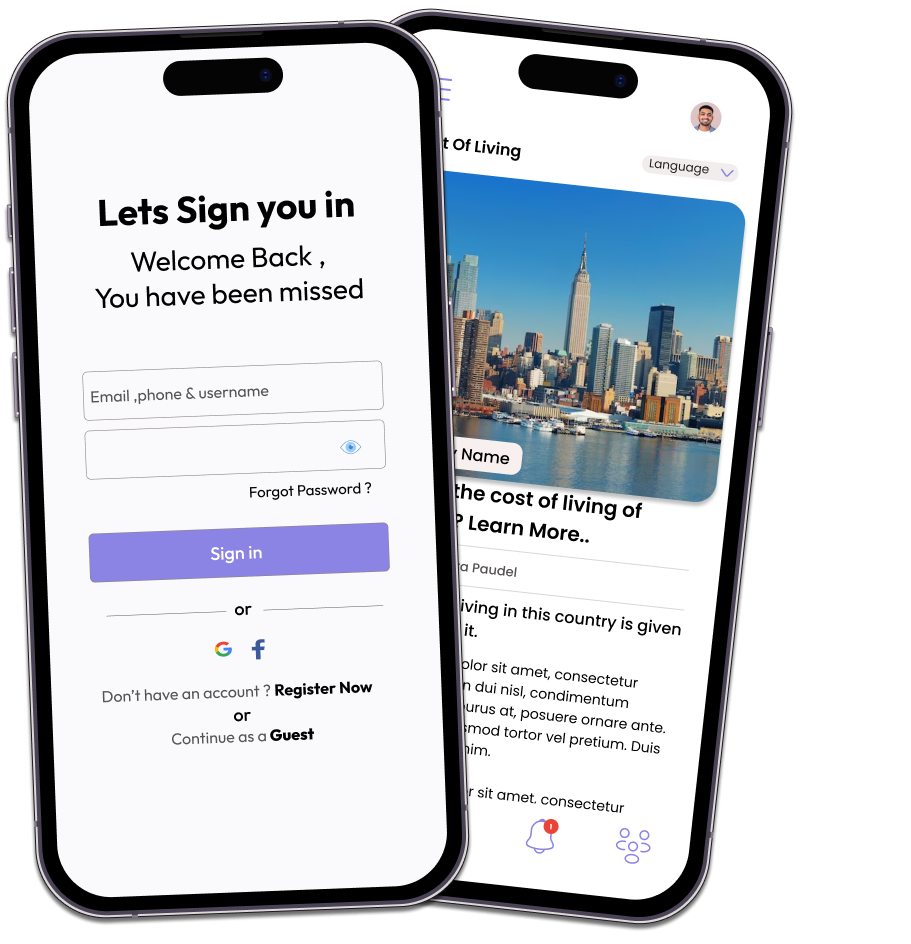 Lets Sign you in
Welcome Back ,
You have been missed
Email ,phone & username
Forgot Password ?
Sign in
or
Don't have an account ? Register Now
or
Continue as a Guest
t Of Living
Language
y Name
the cost of living of
? Learn More..
ra Paudel
iving in this country is given
it.
olor sit amet, consectetur
n dui nisl, condimentum
purus at, posuere ornare ante.
smod tortor vel pretium. Duis
nim.
r sit amet. consectetur